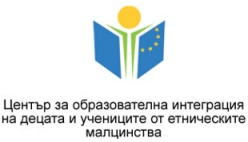 Център за образователна интеграция
на децата и учениците от етническите
малцинства